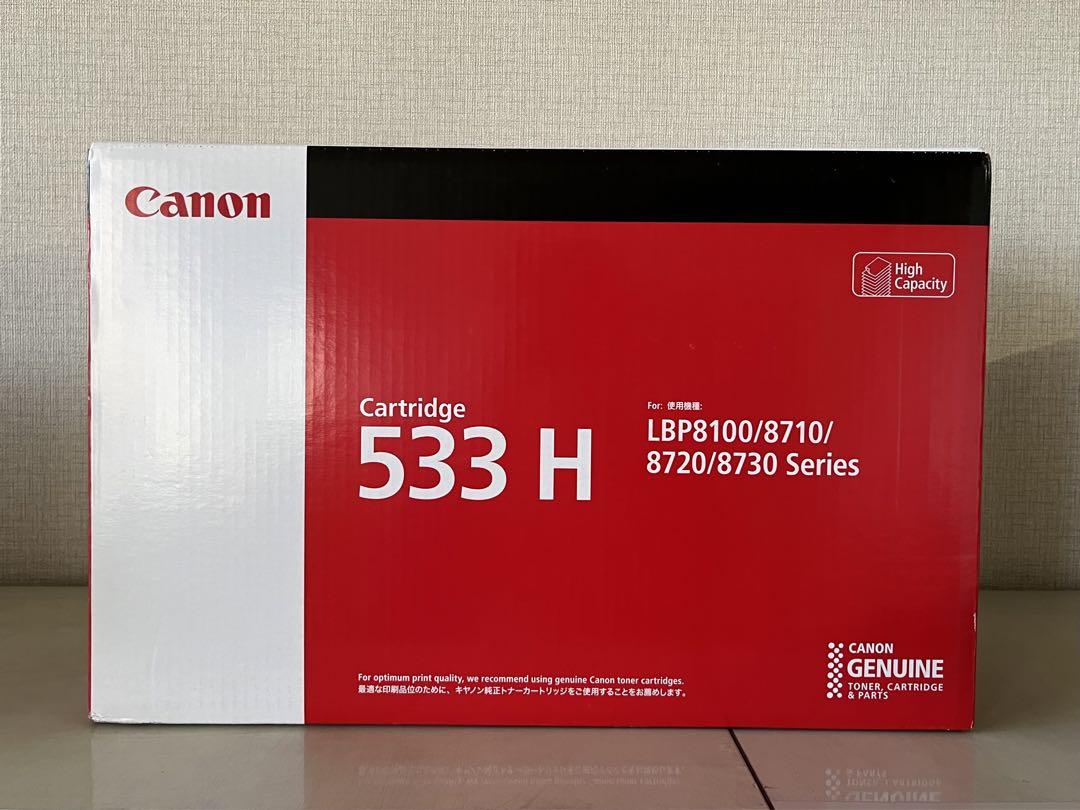 Canon
High
Capacity
Cartridge
533 H
For: 使用機種:
LBP8100/8710/
8720/8730 Series
For optimum print quality, we recommend using genuine Canon toner cartridges.
最適な印刷品位のために、キヤノン純正トナーカートリッジをご使用することをお薦めします。
CANON
GENUINE
TONER, CARTRIDGE
& PARTS